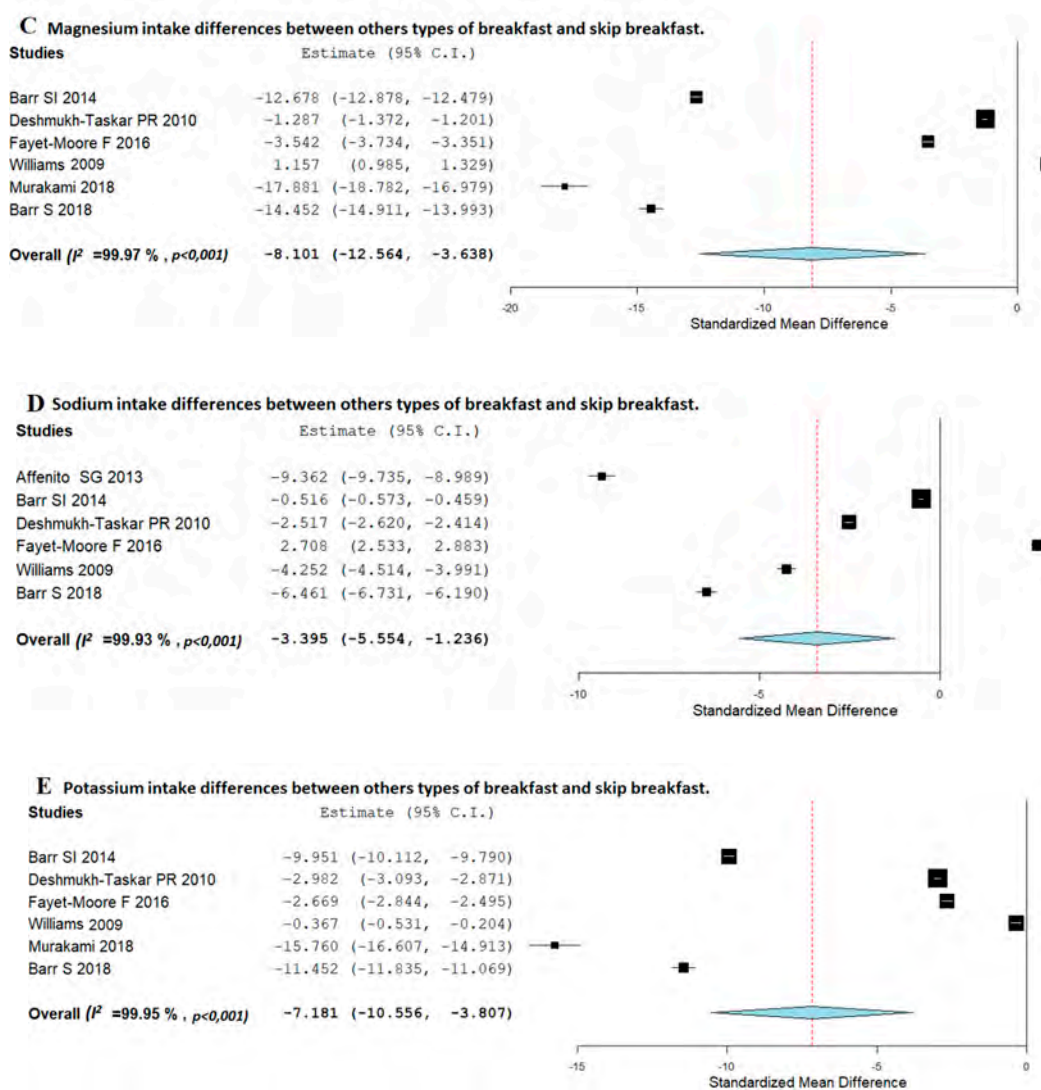 C Magnesium intake differences between others types of breakfast and skip breakfast.
Studies Estimate (95% C.I.)
Barr SI 2014 -12.678 (-12.878, -12.479)
Deshmukh-Taskar PR 2010 -1.287 (-1.372, -1.201)
Fayet-Moore F 2016 -3.542 (-3.734, -3.351)
Williams 2009 1.157 (0.985, 1.329)
Murakami 2018 -17.881 (-18.782, -16.979)
Barr S 2018 -14.452 (-14.911, -13.993)
Overall (I² =99.97 % , p<0,001) -8.101 (-12.564, -3.638)
-20 -15 -10 -5 0
Standardized Mean Difference
D Sodium intake differences between others types of breakfast and skip breakfast.
Studies Estimate (95% C.I.)
Affenito SG 2013 -9.362 (-9.735, -8.989)
Barr SI 2014 -0.516 (-0.573, -0.459)
Deshmukh-Taskar PR 2010 -2.517 (-2.620, -2.414)
Fayet-Moore F 2016 2.708 (2.533, 2.883)
Williams 2009 -4.252 (-4.514, -3.991)
Barr S 2018 -6.461 (-6.731, -6.190)
Overall (I² =99.93 % , p<0,001) -3.395 (-5.554, -1.236)
-10 -5 0
Standardized Mean Difference
E Potassium intake differences between others types of breakfast and skip breakfast.
Studies Estimate (95% C.I.)
Barr SI 2014 -9.951 (-10.112, -9.790)
Deshmukh-Taskar PR 2010 -2.982 (-3.093, -2.871)
Fayet-Moore F 2016 -2.669 (-2.844, -2.495)
Williams 2009 -0.367 (-0.531, -0.204)
Murakami 2018 -15.760 (-16.607, -14.913)
Barr S 2018 -11.452 (-11.835, -11.069)
Overall (I² =99.95 % , p<0,001) -7.181 (-10.556, -3.807)
-15 -10 -5 0
Standardized Mean Difference